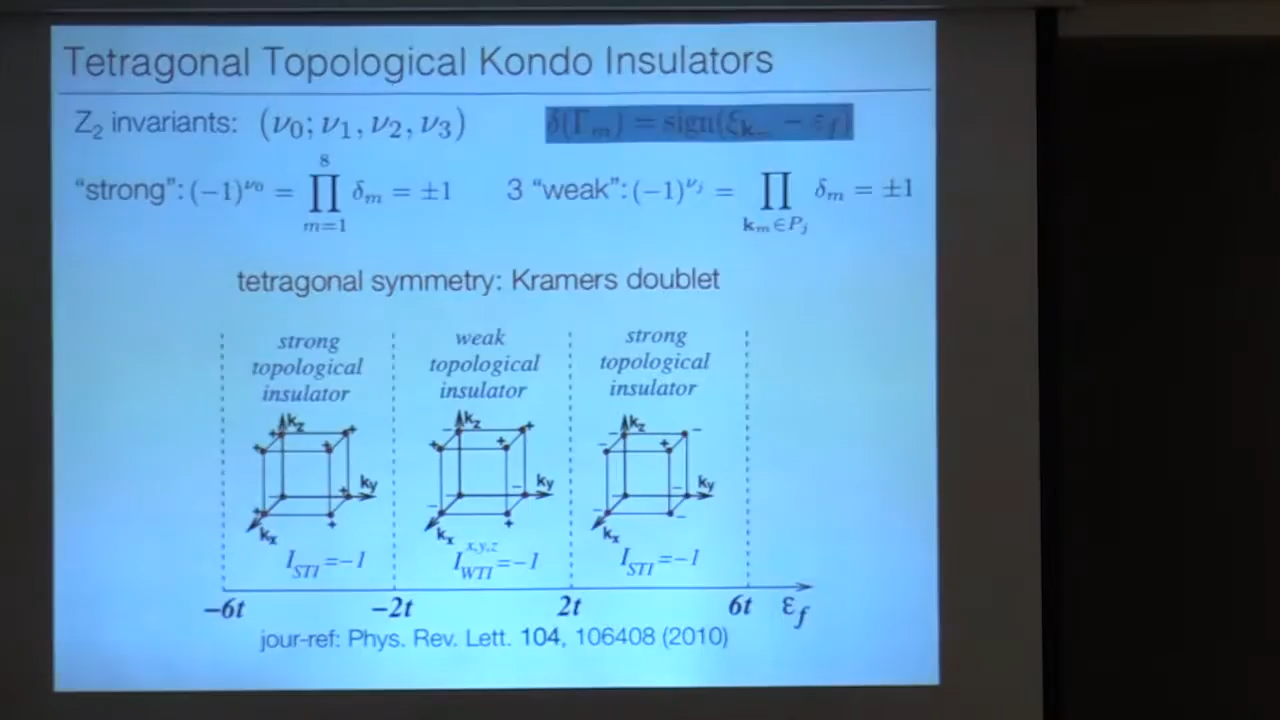 Tetragonal Topological Kondo Insulators
Z₂ invariants: (ν₀; ν₁, ν₂, ν₃) δ(Γₘ) = sign(ξₖₘ − ε_f)
"strong": (−1)^ν₀ = ∏ δₘ = ±1 3 "weak": (−1)^νⱼ = ∏ δₘ = ±1
8
m=1 kₘ∈Pⱼ
tetragonal symmetry: Kramers doublet
strong topological insulator
weak topological insulator
strong topological insulator
k_z k_z k_z
k_y k_y k_y
k_x k_x k_x
I_STI=−1 I_WTI^x,y,z=−1 I_STI=−1
−6t −2t 2t 6t ε_f
jour-ref: Phys. Rev. Lett. 104, 106408 (2010)